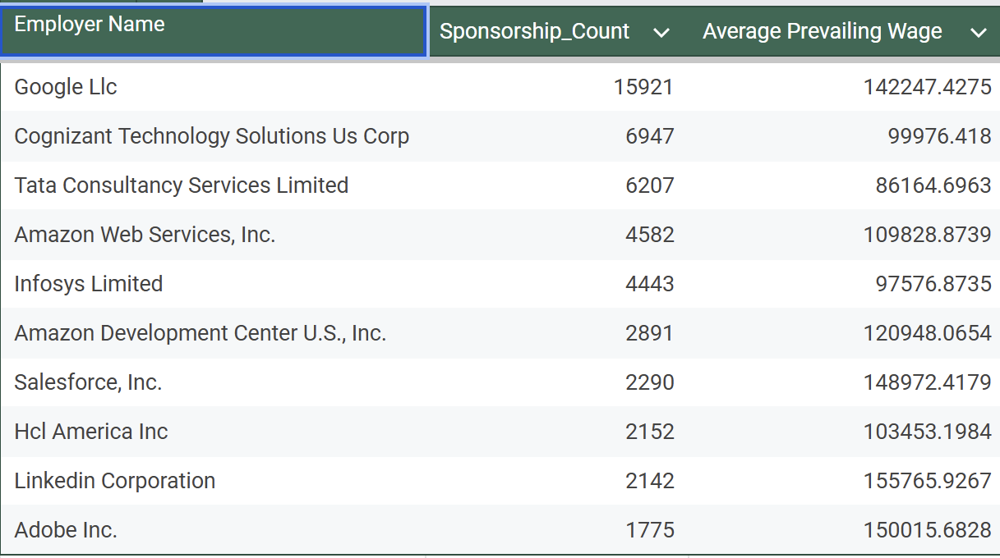 Employer Name Sponsorship_Count Average Prevailing Wage
Google Llc 15921 142247.4275
Cognizant Technology Solutions Us Corp 6947 99976.418
Tata Consultancy Services Limited 6207 86164.6963
Amazon Web Services, Inc. 4582 109828.8739
Infosys Limited 4443 97576.8735
Amazon Development Center U.S., Inc. 2891 120948.0654
Salesforce, Inc. 2290 148972.4179
Hcl America Inc 2152 103453.1984
Linkedin Corporation 2142 155765.9267
Adobe Inc. 1775 150015.6828